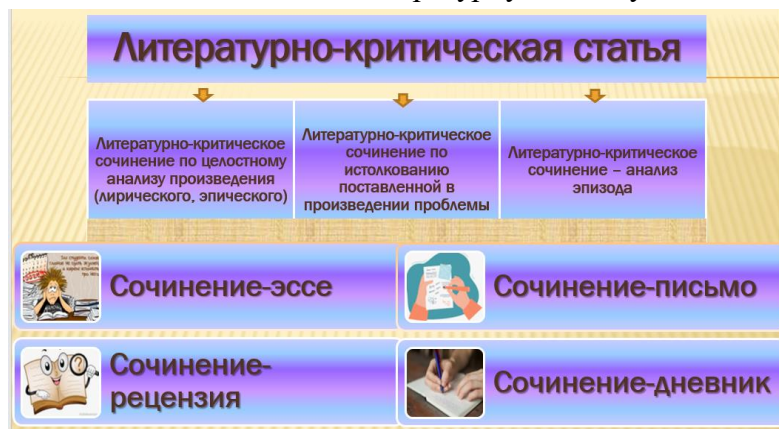 Литературно-критическая статья
Литературно-критическое
сочинение по целостному
анализу произведения
(лирического, эпического)
Литературно-критическое
сочинение по
истолкованию
поставленной в
произведении проблемы
Литературно-критическое
сочинение – анализ
эпизода
Сочинение-эссе
Сочинение-письмо
Сочинение-
рецензия
Сочинение-дневник